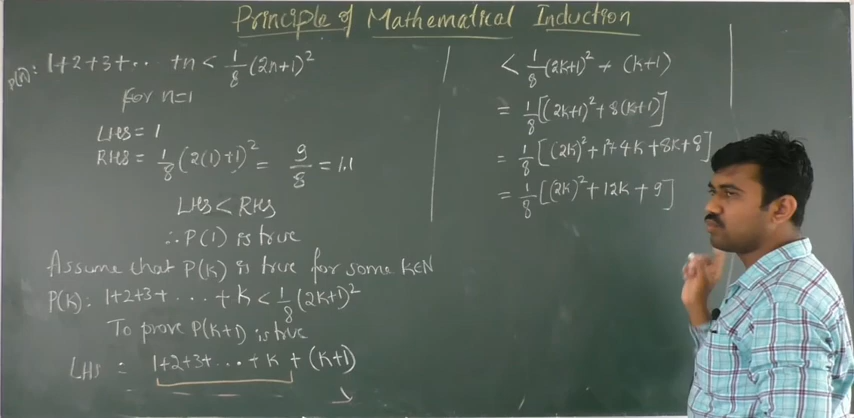 Principle of Mathematical Induction
P(n): 1+2+3+ . . . +n < 1/8 (2n+1)²
for n=1
LHS = 1
RHS = 1/8 (2(1)+1)² = 9/8 = 1.1
LHS < RHS
∴ P(1) is true
Assume that P(k) is true for some k∈N
P(k): 1+2+3+ . . . + k < 1/8 (2k+1)²
To prove P(k+1) is true
LHS = 1+2+3+ . . . + k + (k+1)
< 1/8 (2k+1)² + (k+1)
= 1/8 [(2k+1)² + 8(k+1)]
= 1/8 [(2k)² + 1+4k + 8k + 8]
= 1/8 [(2k)² + 12k + 9]